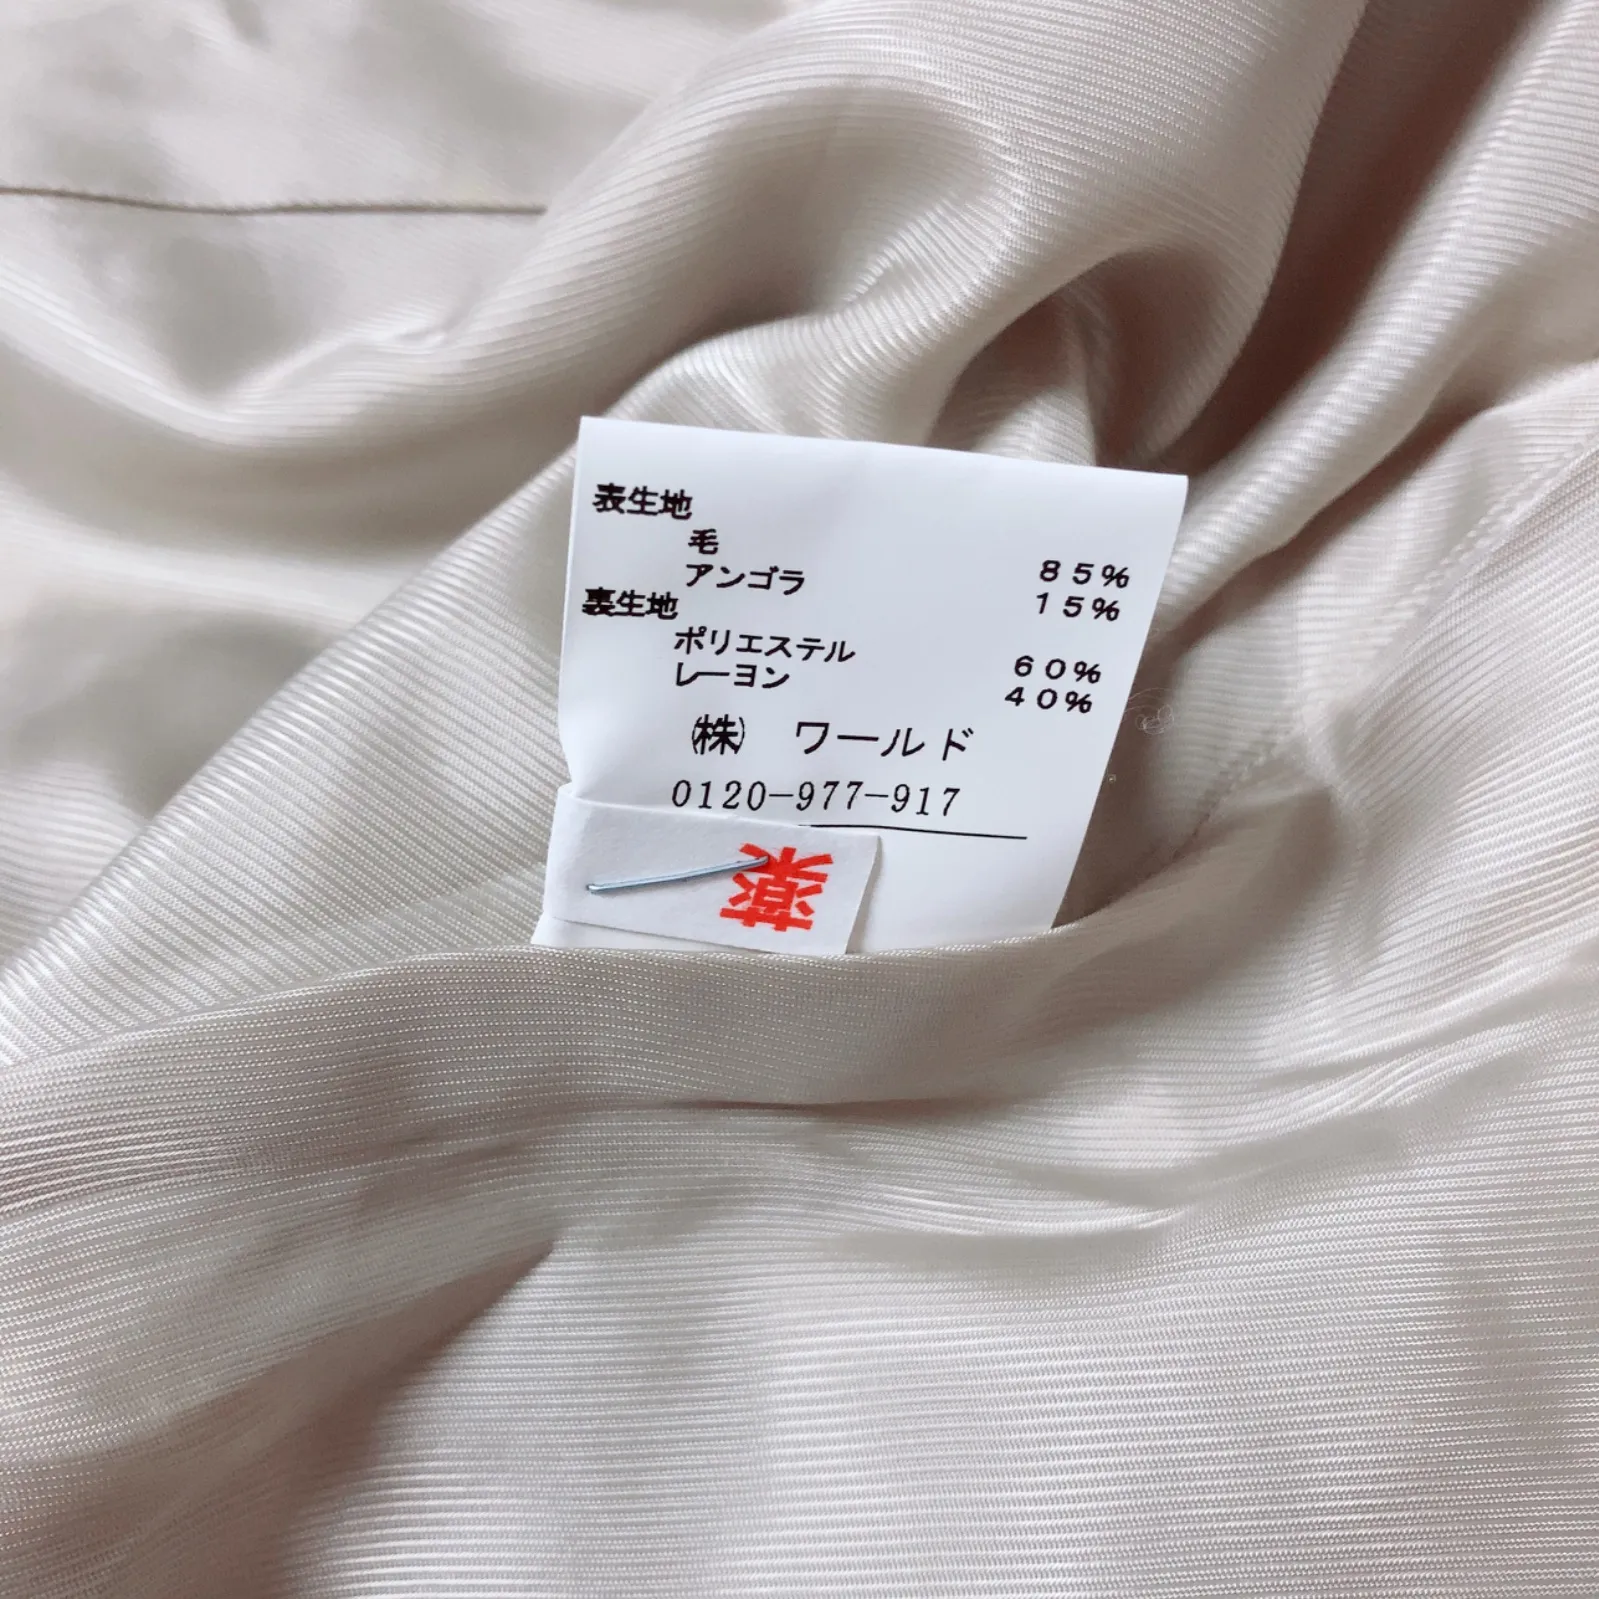 表生地
毛 85%
アンゴラ 15%
裏生地
ポリエステル 60%
レーヨン 40%
㈱ ワールド
0120-977-917
薬